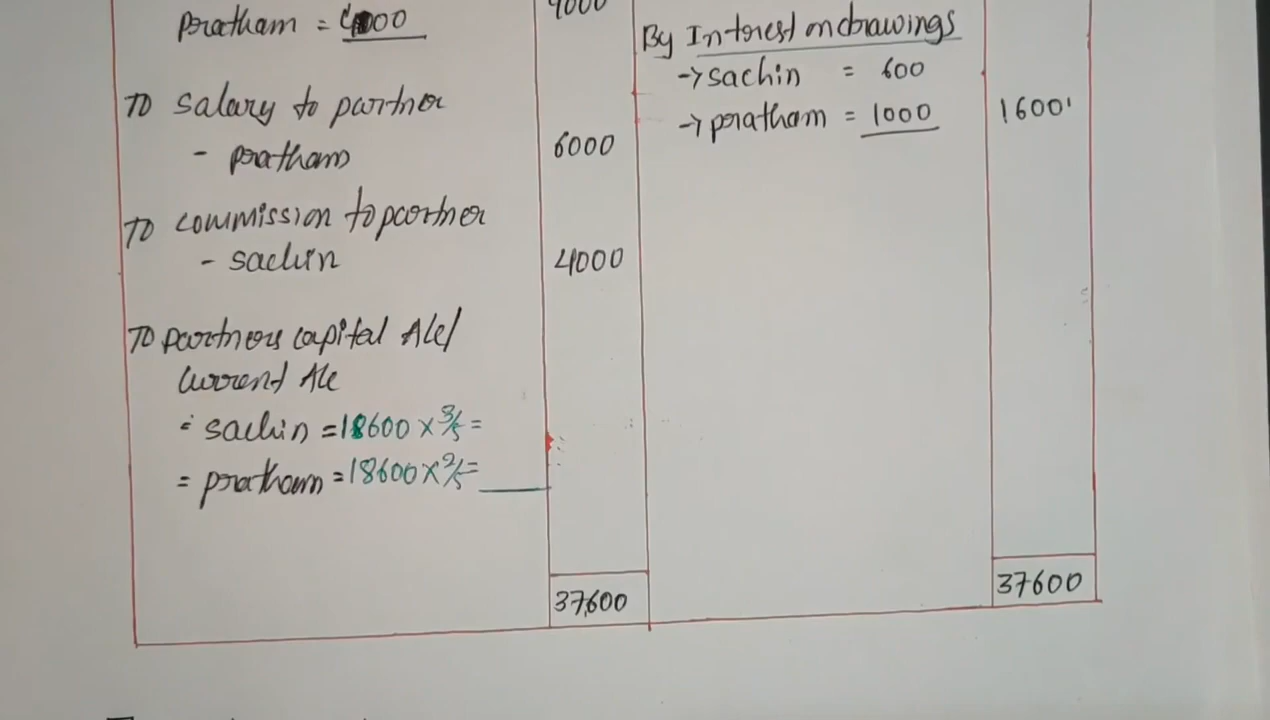 pratham = 4000
9000
By Interest on drawings
→ sachin = 600
→ pratham = 1000 1600
To salary to partner
- pratham 6000
To commission to partner
- sachin 4000
To partners capital A/c/
Current A/c
: sachin = 18600 × 3/5 =
= pratham = 18600 × 2/5 =
37,600 37600